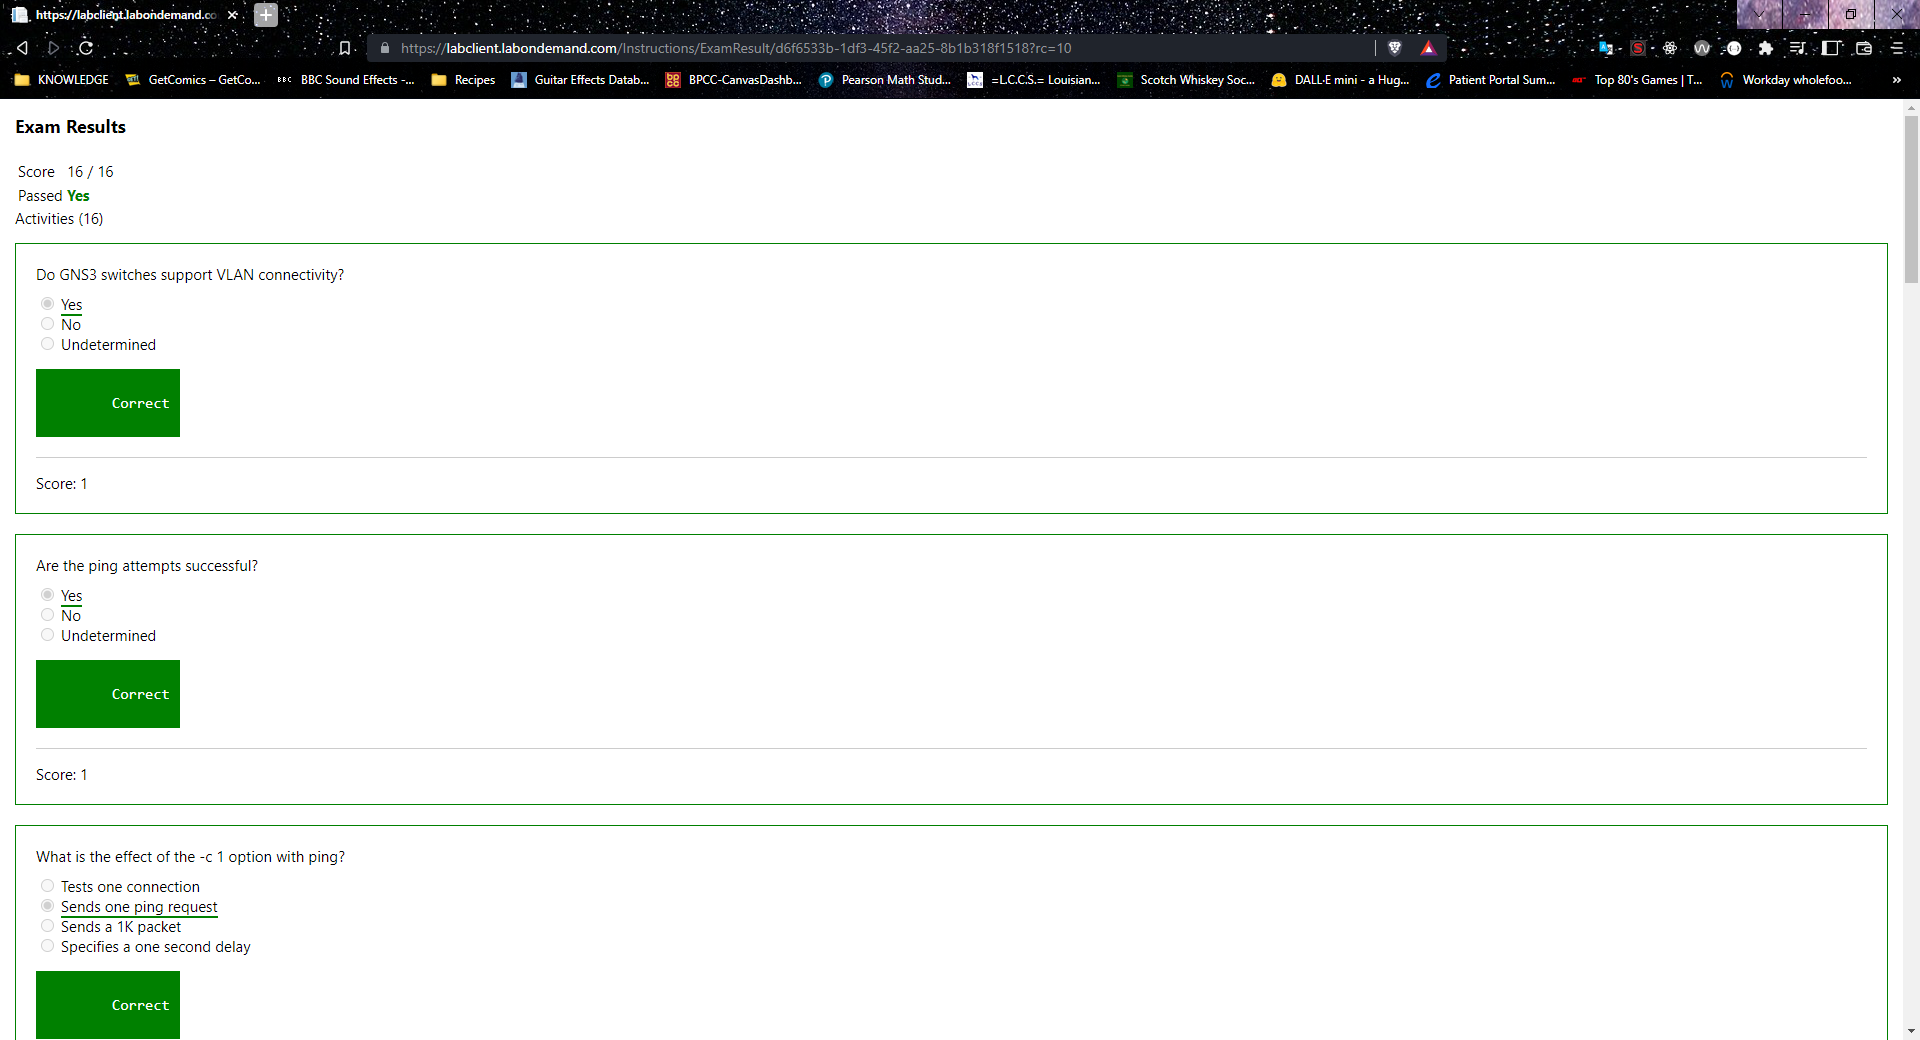 https://labclient.labondemand.co
https://labclient.labondemand.com/Instructions/ExamResult/d6f6533b-1df3-45f2-aa25-8b1b318f1518?rc=10
KNOWLEDGE
GetComics – GetCo...
BBC
BBC Sound Effects -...
Recipes
Guitar Effects Datab...
BPCC-CanvasDashb...
Pearson Math Stud...
=L.C.C.S.= Louisian...
Scotch Whiskey Soc...
DALL·E mini - a Hug...
Patient Portal Sum...
Top 80's Games | T...
Workday wholefoo...
»
Exam Results
Score 16 / 16
Passed Yes
Activities (16)
Do GNS3 switches support VLAN connectivity?
Yes
No
Undetermined
Correct
Score: 1
Are the ping attempts successful?
Yes
No
Undetermined
Correct
Score: 1
What is the effect of the -c 1 option with ping?
Tests one connection
Sends one ping request
Sends a 1K packet
Specifies a one second delay
Correct